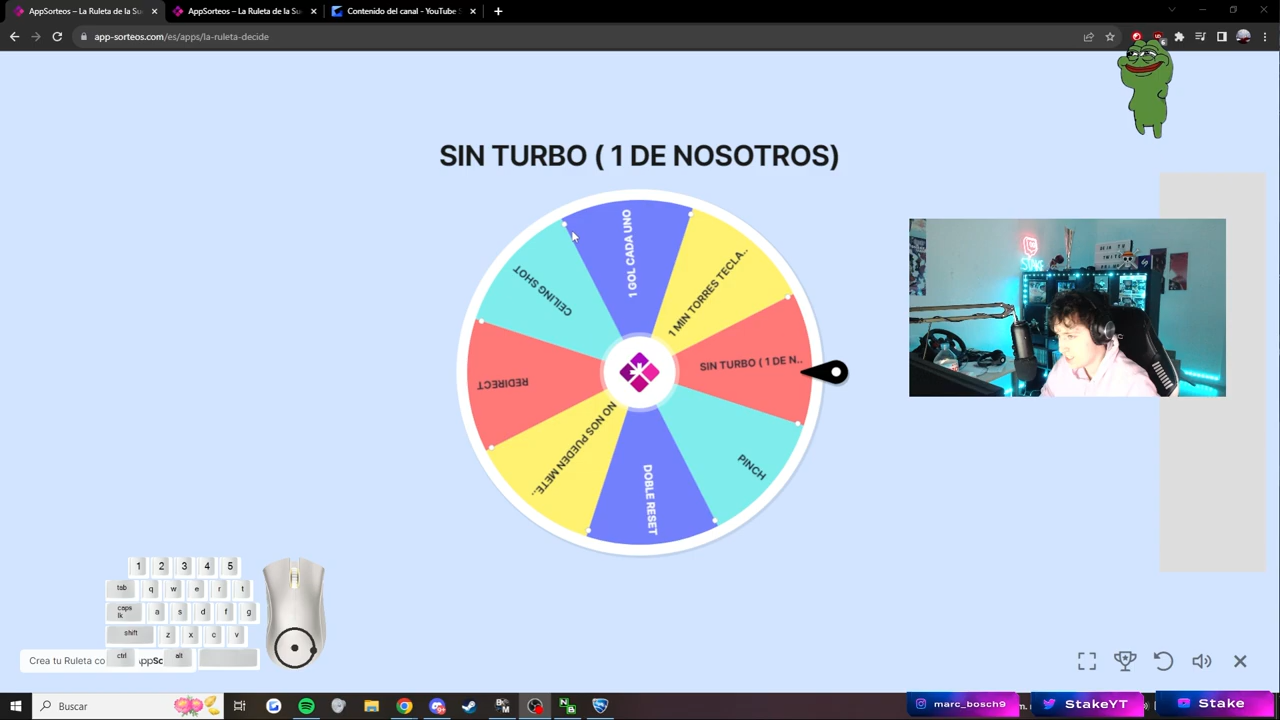 AppSorteos – La Ruleta de la Su
AppSorteos – La Ruleta de la Su
Contenido del canal - YouTube S
app-sorteos.com/es/apps/la-ruleta-decide
SIN TURBO ( 1 DE NOSOTROS)
1 GOL CADA UNO
1 MIN TORRES TECLA..
CEILING SHOT
SIN TURBO ( 1 DE N..
REDIRECT
NO NOS PUEDEN METE..
DOBLE RESET
PINCH
1 2 3 4 5
tab q w e r t
caps lk a s d f g
shift z x c v
ctrl alt
Crea tu Ruleta co
Buscar
marc_bosch9
StakeYT
Stake